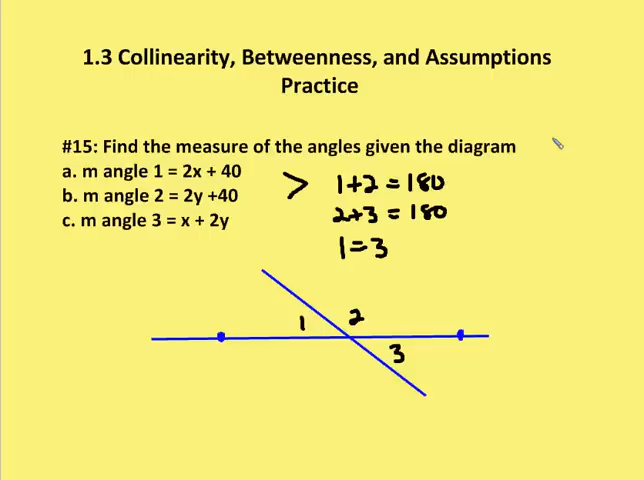 1.3 Collinearity, Betweenness, and Assumptions
Practice
#15: Find the measure of the angles given the diagram
a. m angle 1 = 2x + 40
b. m angle 2 = 2y +40
c. m angle 3 = x + 2y
> 1+2 = 180
2+3 = 180
1 = 3
1 2
3